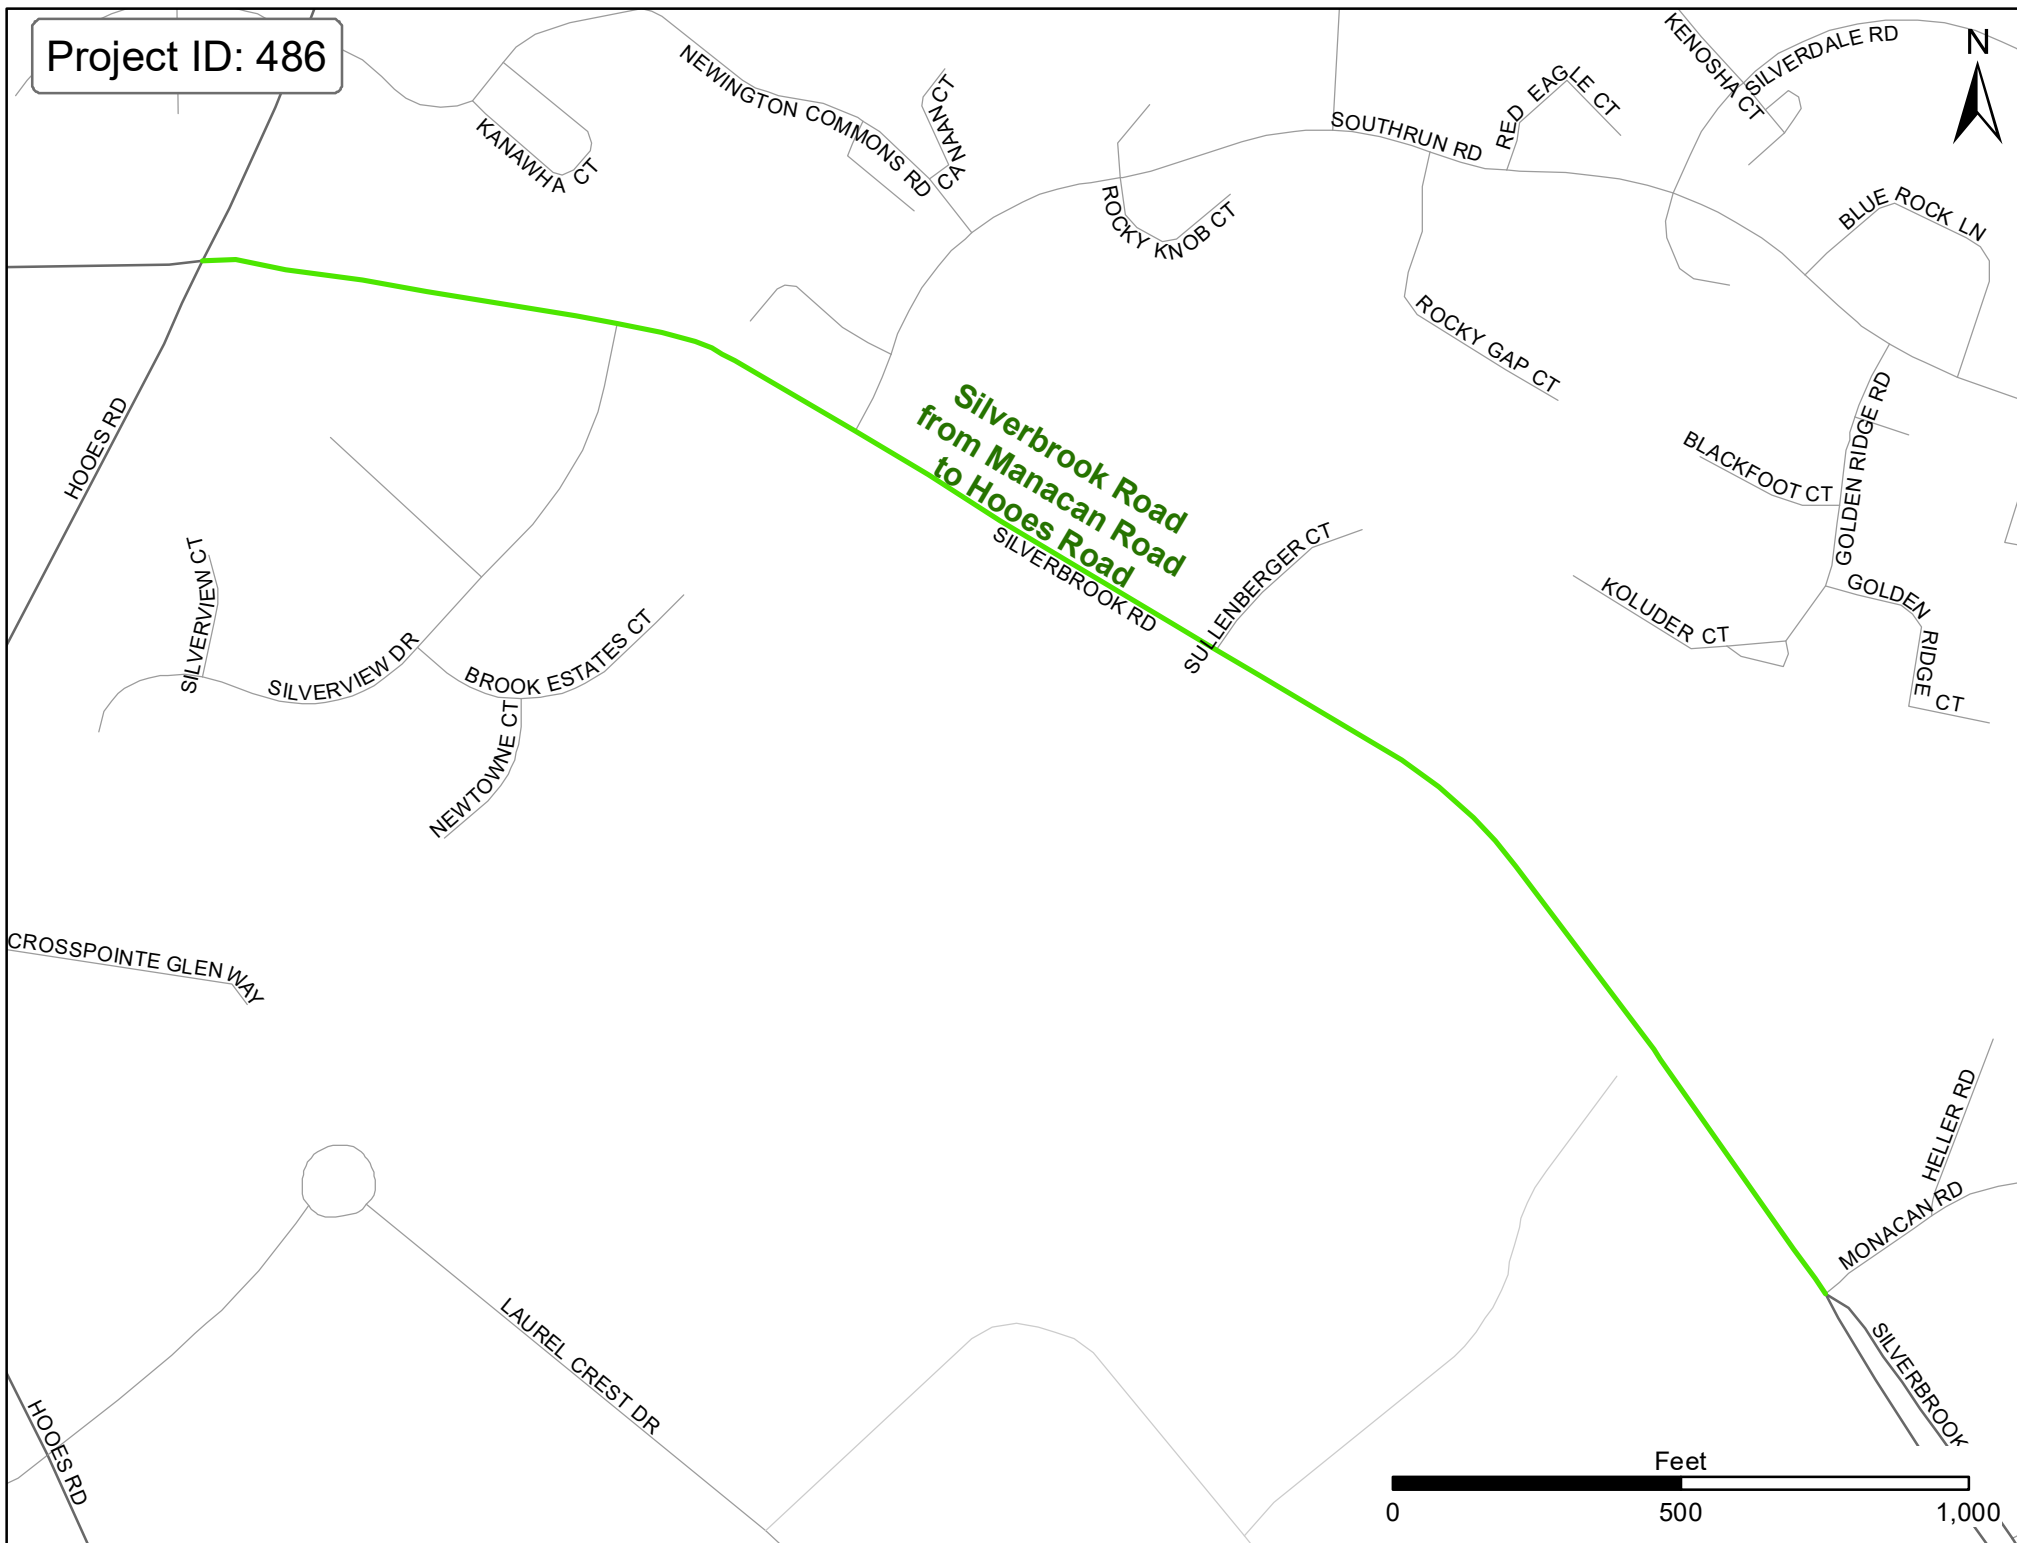 Project ID: 486
N
KENOSHA CT
SILVERDALE RD
NEWINGTON COMMONS RD
CANAAN CT
KANAWHA CT
SOUTHRUN RD
RED EAGLE CT
ROCKY KNOB CT
BLUE ROCK LN
ROCKY GAP CT
HOOES RD
Silverbrook Road
from Manacan Road
to Hooes Road
SILVERBROOK RD
GOLDEN RIDGE RD
BLACKFOOT CT
SULLENBERGER CT
KOLUDER CT
GOLDEN RIDGE CT
SILVERVIEW CT
SILVERVIEW DR
BROOK ESTATES CT
NEWTOWNE CT
CROSSPOINTE GLEN WAY
HELLER RD
MONACAN RD
LAUREL CREST DR
SILVERBROOK
HOOES RD
Feet
0 500 1,000